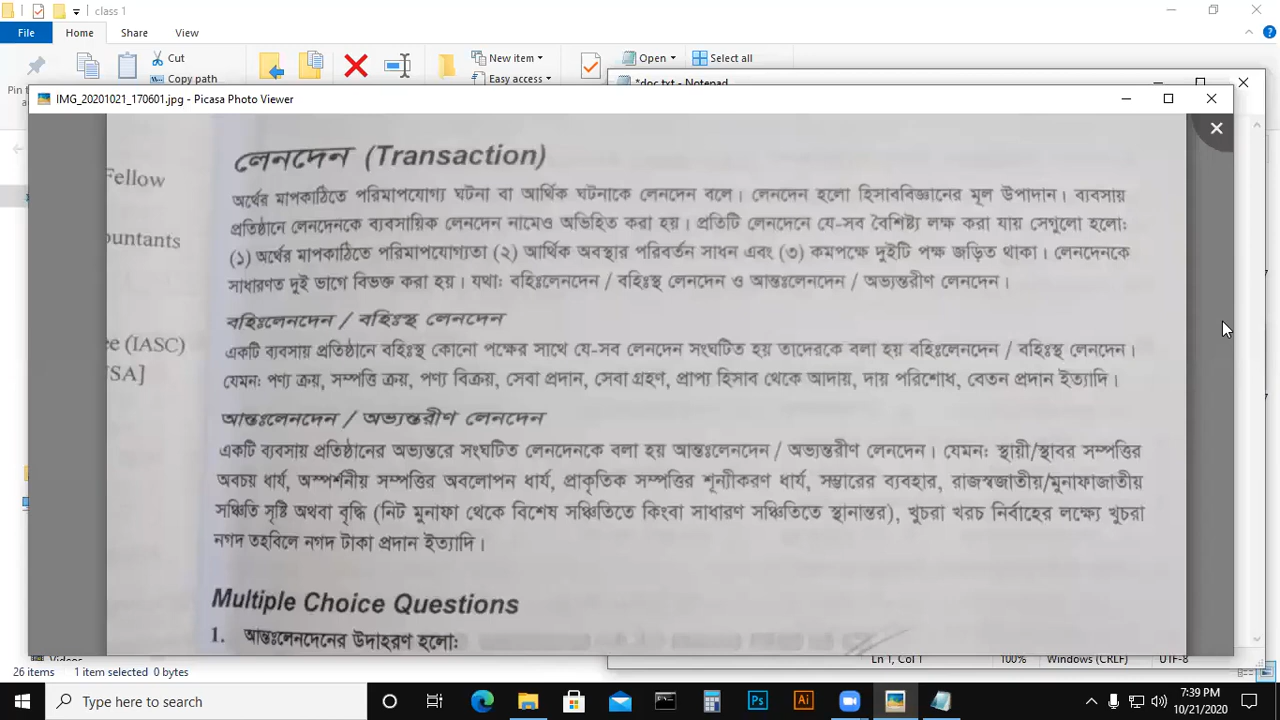 class 1
File
Home
Share
View
Cut
Copy path
New item
Easy access
Open
Select all
*doc.txt - Notepad
IMG_20201021_170601.jpg - Picasa Photo Viewer
Fellow
ountants
e (IASC)
[SA]
লেনদেন (Transaction)
অর্থের মাপকাঠিতে পরিমাপযোগ্য ঘটনা বা আর্থিক ঘটনাকে লেনদেন বলে। লেনদেন হলো হিসাববিজ্ঞানের মূল উপাদান। ব্যবসায়
প্রতিষ্ঠানে লেনদেনকে ব্যবসায়িক লেনদেন নামেও অভিহিত করা হয়। প্রতিটি লেনদেনে যে-সব বৈশিষ্ট্য লক্ষ করা যায় সেগুলো হলো:
(১) অর্থের মাপকাঠিতে পরিমাপযোগ্যতা (২) আর্থিক অবস্থার পরিবর্তন সাধন এবং (৩) কমপক্ষে দুইটি পক্ষ জড়িত থাকা। লেনদেনকে
সাধারণত দুই ভাগে বিভক্ত করা হয়। যথা: বহিঃলেনদেন / বহিঃস্থ লেনদেন ও আন্তঃলেনদেন / অভ্যন্তরীণ লেনদেন।
বহিঃলেনদেন / বহিঃস্থ লেনদেন
একটি ব্যবসায় প্রতিষ্ঠানে বহিঃস্থ কোনো পক্ষের সাথে যে-সব লেনদেন সংঘটিত হয় তাদেরকে বলা হয় বহিঃলেনদেন / বহিঃস্থ লেনদেন।
যেমন: পণ্য ক্রয়, সম্পত্তি ক্রয়, পণ্য বিক্রয়, সেবা প্রদান, সেবা গ্রহণ, প্রাপ্য হিসাব থেকে আদায়, দায় পরিশোধ, বেতন প্রদান ইত্যাদি।
আন্তঃলেনদেন / অভ্যন্তরীণ লেনদেন
একটি ব্যবসায় প্রতিষ্ঠানের অভ্যন্তরে সংঘটিত লেনদেনকে বলা হয় আন্তঃলেনদেন / অভ্যন্তরীণ লেনদেন। যেমন: স্থায়ী/স্থাবর সম্পত্তির
অবচয় ধার্য, অস্পর্শনীয় সম্পত্তির অবলোপন ধার্য, প্রাকৃতিক সম্পত্তির শূন্যীকরণ ধার্য, সম্ভারের ব্যবহার, রাজস্বজাতীয়/মুনাফাজাতীয়
সঞ্চিতি সৃষ্টি অথবা বৃদ্ধি (নিট মুনাফা থেকে বিশেষ সঞ্চিতিতে কিংবা সাধারণ সঞ্চিতিতে স্থানান্তর), খুচরা খরচ নির্বাহের লক্ষ্যে খুচরা
নগদ তহবিলে নগদ টাকা প্রদান ইত্যাদি।
Multiple Choice Questions
1. আন্তঃলেনদেনের উদাহরণ হলো:
Ln 1, Col 1
100%
Windows (CRLF)
UTF-8
26 items
1 item selected 0 bytes
Type here to search
Ps
Ai
7:39 PM
10/21/2020